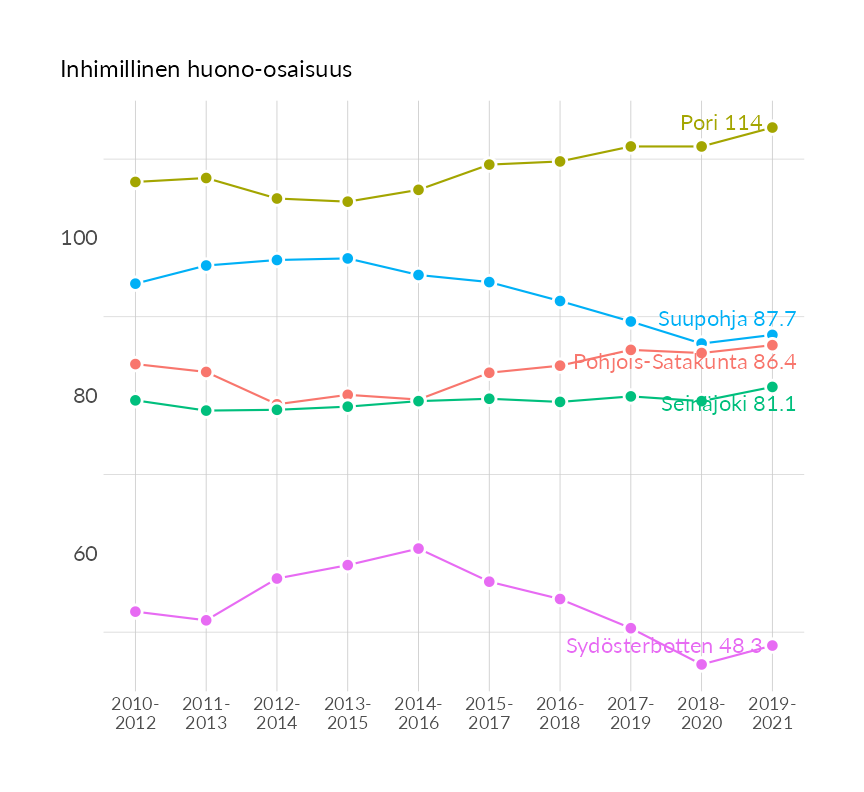 Inhimillinen huono-osaisuus
Pori 114
100
Suupohja 87.7
Pohjois-Satakunta 86.4
80
Seinäjoki 81.1
60
Sydösterbotten 48.3
2010- 2011- 2012- 2013- 2014- 2015- 2016- 2017- 2018- 2019-
2012 2013 2014 2015 2016 2017 2018 2019 2020 2021